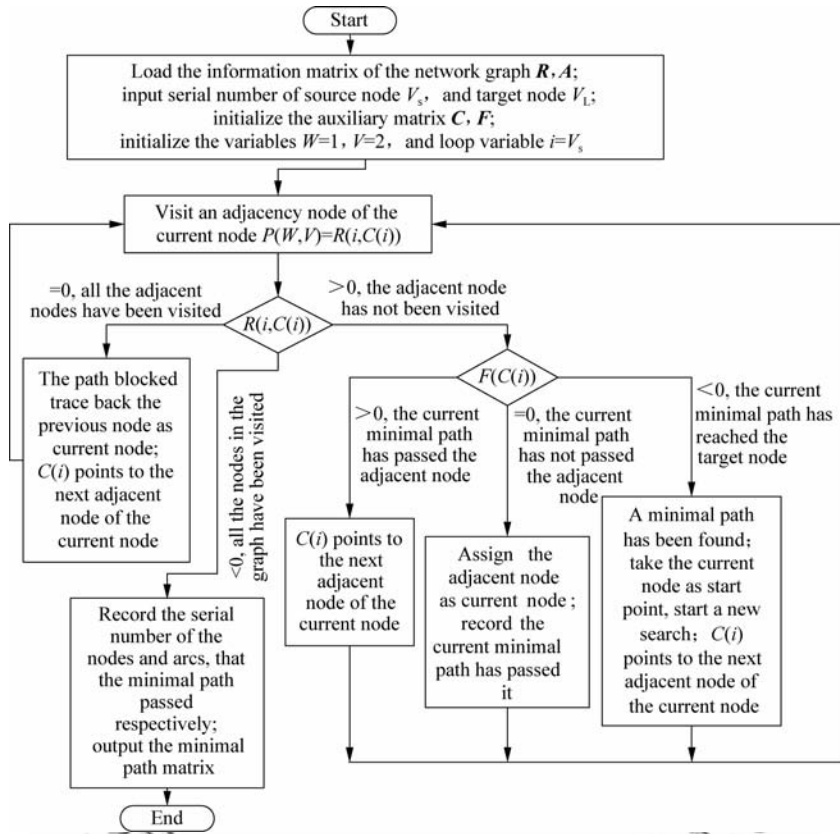 Start
Load the information matrix of the network graph R, A;
input serial number of source node Vs, and target node VL;
initialize the auxiliary matrix C, F;
initialize the variables W=1, V=2, and loop variable i=Vs
Visit an adjacency node of the
current node P(W,V)=R(i,C(i))
=0, all the adjacent
nodes have been visited
>0, the adjacent node
has not been visited
R(i,C(i))
The path blocked
trace back the
previous node as
current node;
C(i) points to the
next adjacent
node of the
current node
<0, all the nodes in the
graph have been visited
F(C(i))
>0, the current
minimal path
has passed the
adjacent node
=0, the current
minimal path
has not passed
the adjacent
node
<0, the current
minimal path has
reached the
target node
C(i) points to
the next
adjacent
node of the
current node
Assign the
adjacent node
as current node;
record the
current minimal
path has passed
it
A minimal path
has been found;
take the current
node as start
point, start a new
search; C(i)
points to the next
adjacent node of
the current node
Record the serial
number of the
nodes and arcs, that
the minimal path
passed
respectively;
output the minimal
path matrix
End